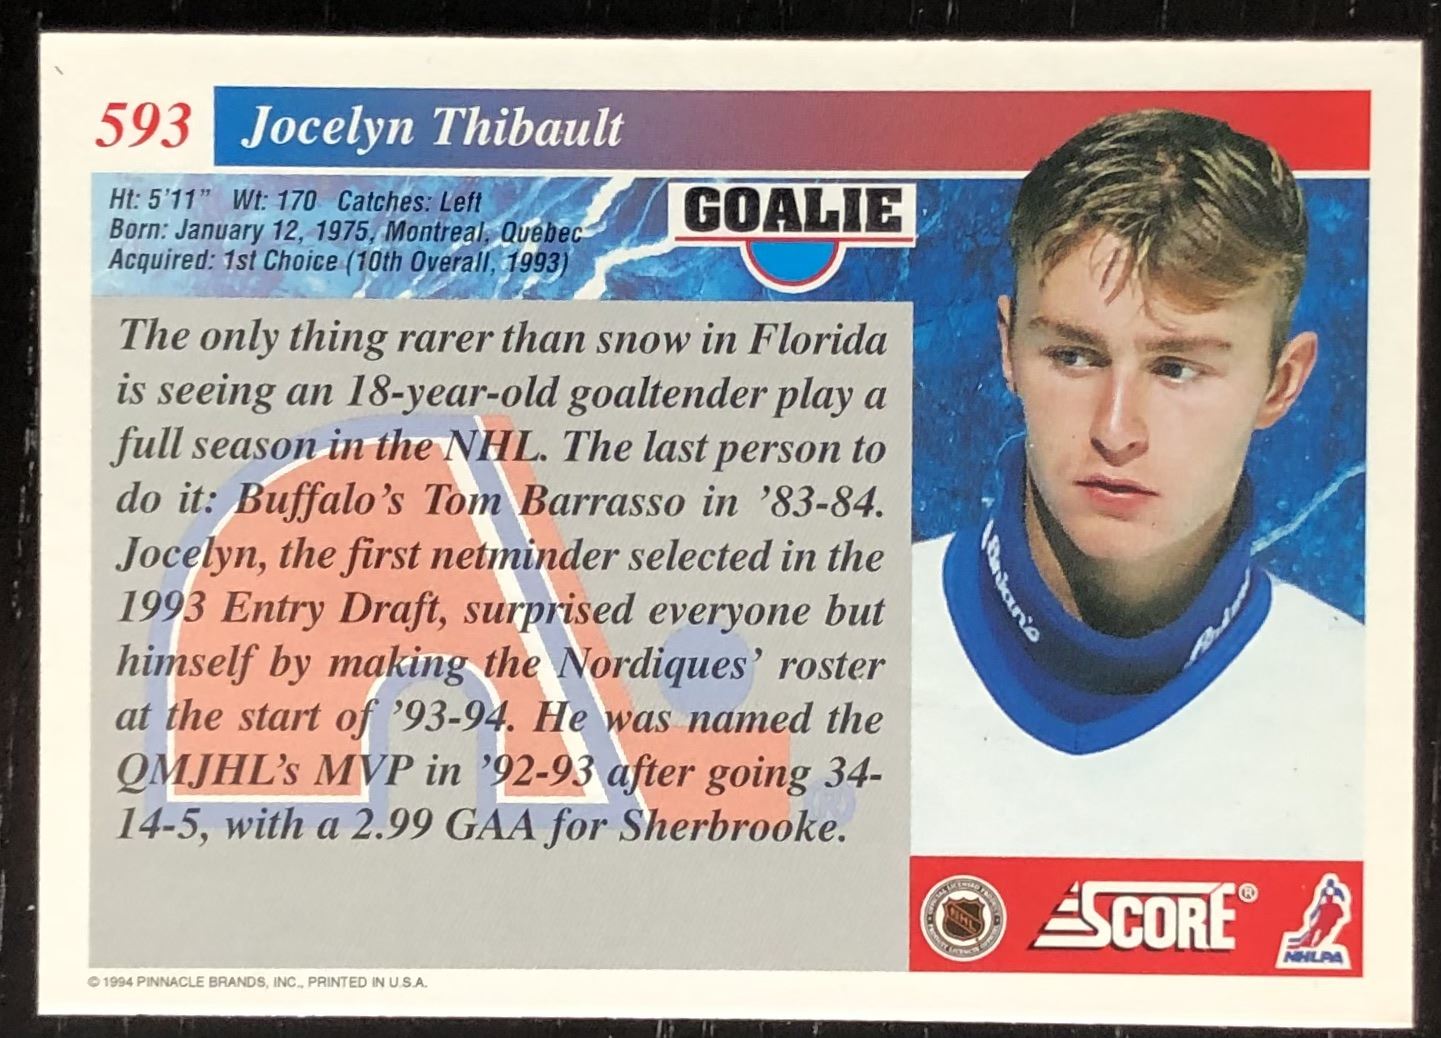 593 Jocelyn Thibault
Ht: 5'11" Wt: 170 Catches: Left
Born: January 12, 1975, Montreal, Quebec
Acquired: 1st Choice (10th Overall, 1993)
GOALIE
The only thing rarer than snow in Florida
is seeing an 18-year-old goaltender play a
full season in the NHL. The last person to
do it: Buffalo's Tom Barrasso in '83-84.
Jocelyn, the first netminder selected in the
1993 Entry Draft, surprised everyone but
himself by making the Nordiques' roster
at the start of '93-94. He was named the
QMJHL's MVP in '92-93 after going 34-
14-5, with a 2.99 GAA for Sherbrooke.
®
NHL
SCORE®
NHLPA
© 1994 PINNACLE BRANDS, INC., PRINTED IN U.S.A.